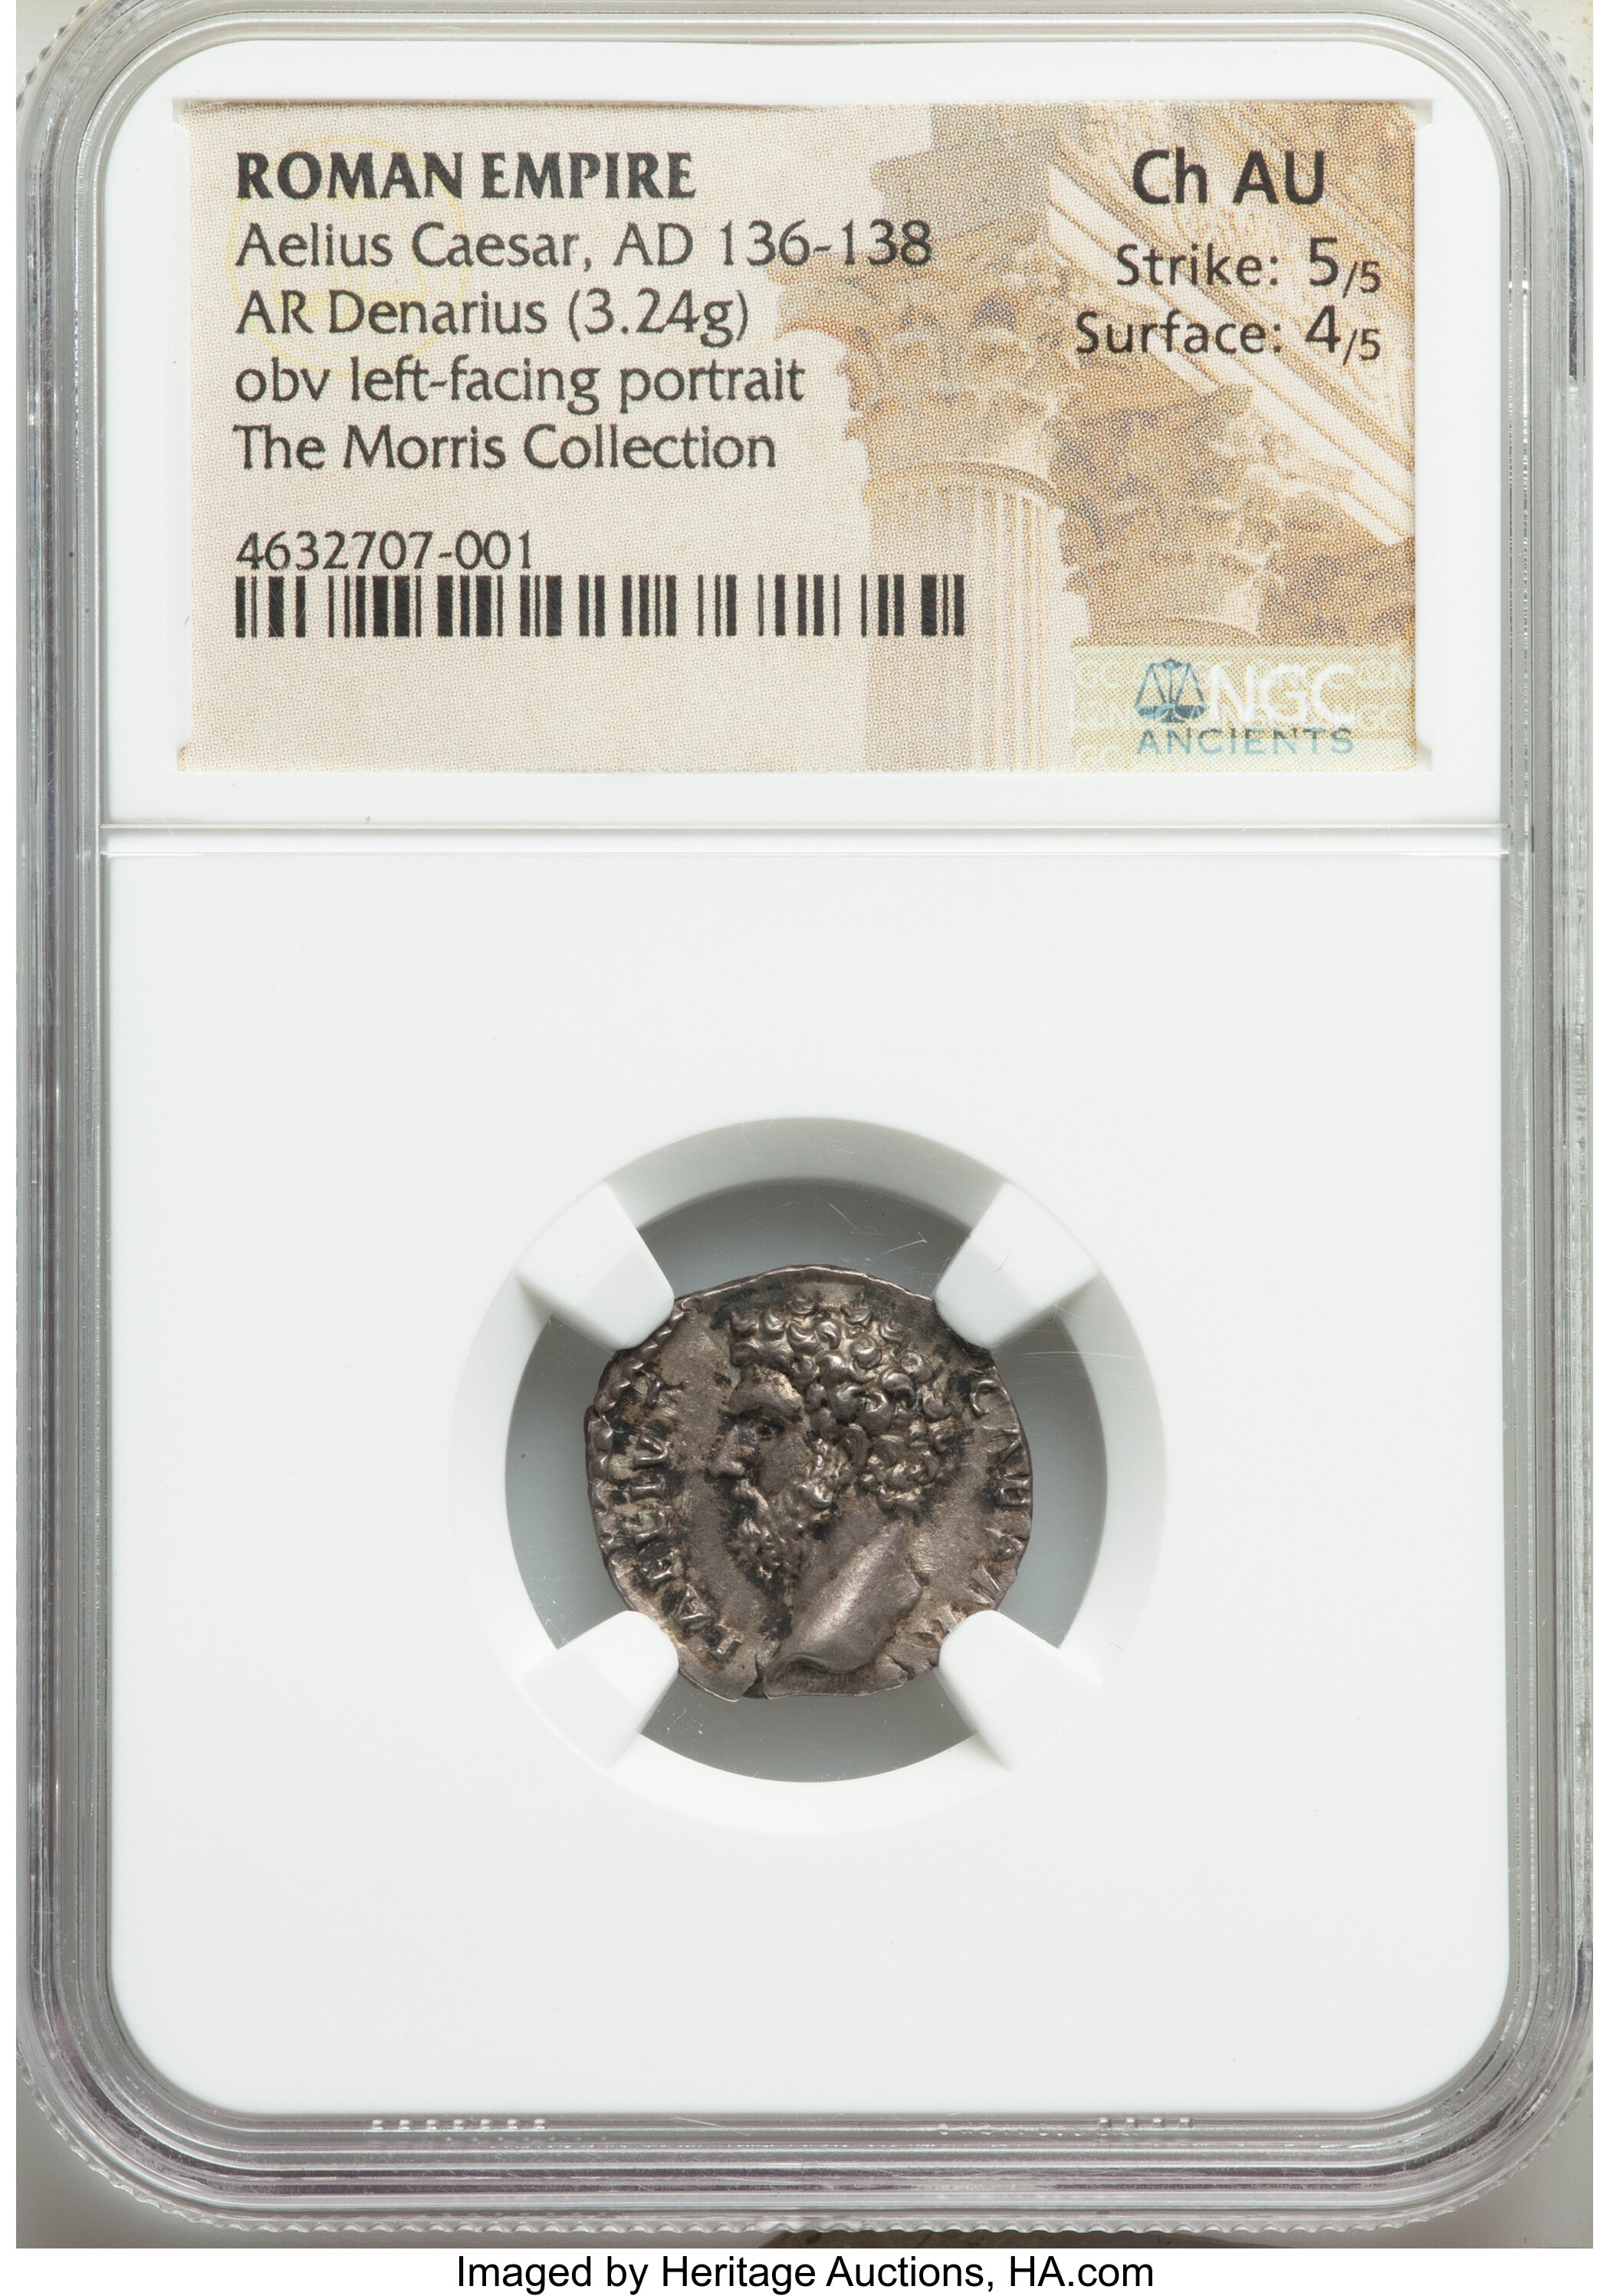 ROMAN EMPIRE
Aelius Caesar, AD 136-138
AR Denarius (3.24g)
obv left-facing portrait
The Morris Collection
4632707-001
Ch AU
Strike: 5/5
Surface: 4/5
NGC
ANCIENTS
Imaged by Heritage Auctions, HA.com